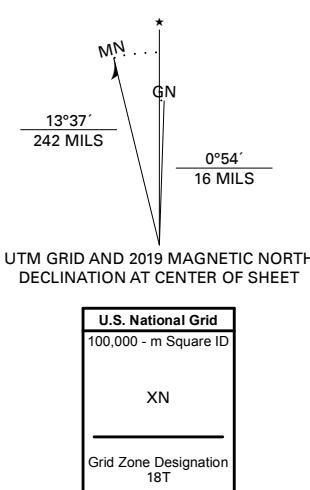 ★
MN
GN
13°37´
242 MILS
0°54´
16 MILS
UTM GRID AND 2019 MAGNETIC NORTH
DECLINATION AT CENTER OF SHEET
U.S. National Grid
100,000 - m Square ID
XN
Grid Zone Designation
18T